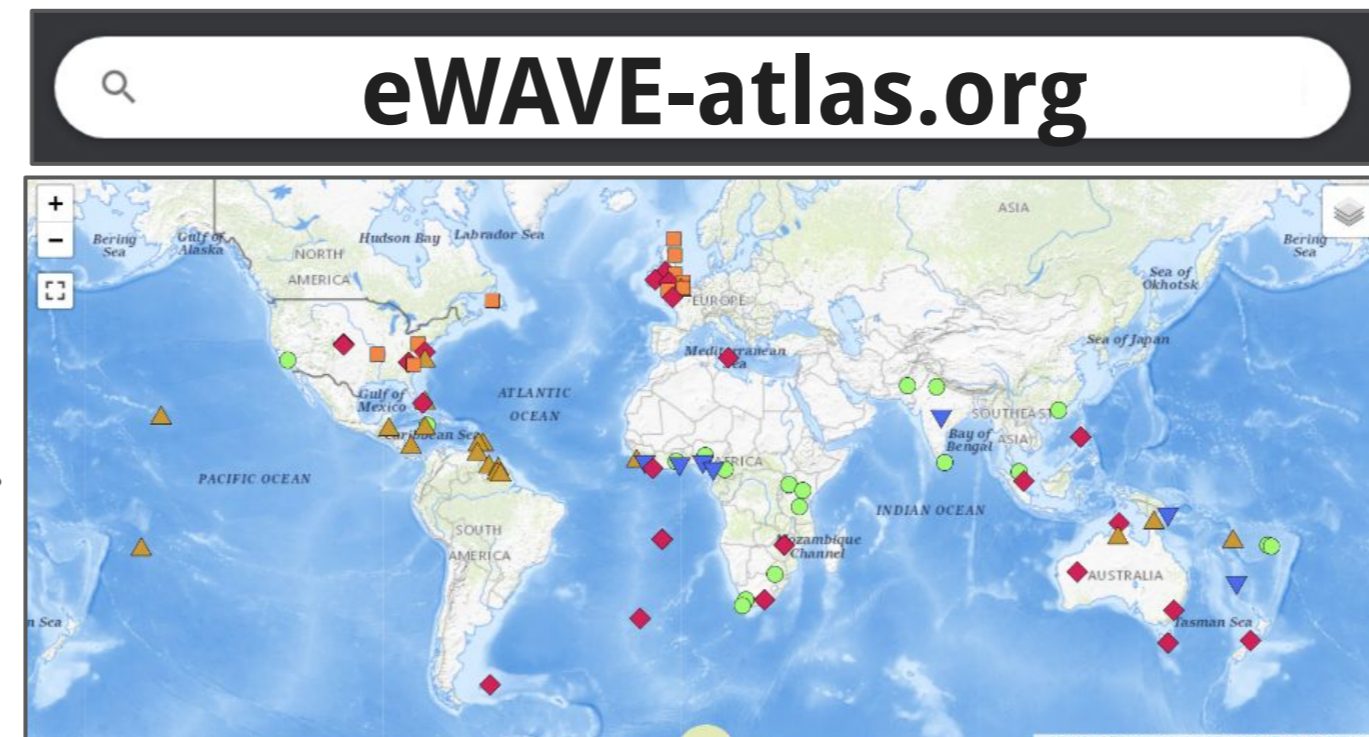 eWAVE-atlas.org
+
−
Bering
Sea
Gulf of
Alaska
Hudson Bay
Labrador Sea
NORTH
AMERICA
ASIA
Bering
Sea
Sea of
Okhotsk
EUROPE
Sea of Japan
Mediterranean
Sea
Gulf of
Mexico
ATLANTIC
OCEAN
Caribbean Sea
SOUTHEAST
ASIA
Bay of
Bengal
AFRICA
PACIFIC OCEAN
INDIAN OCEAN
SOUTH
AMERICA
Mozambique
Channel
AUSTRALIA
n Sea
Tasman Sea